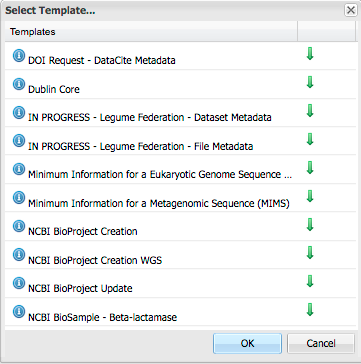 Select Template...
Templates
DOI Request - DataCite Metadata
Dublin Core
IN PROGRESS - Legume Federation - Dataset Metadata
IN PROGRESS - Legume Federation - File Metadata
Minimum Information for a Eukaryotic Genome Sequence ...
Minimum Information for a Metagenomic Sequence (MIMS)
NCBI BioProject Creation
NCBI BioProject Creation WGS
NCBI BioProject Update
NCBI BioSample - Beta-lactamase
OK Cancel